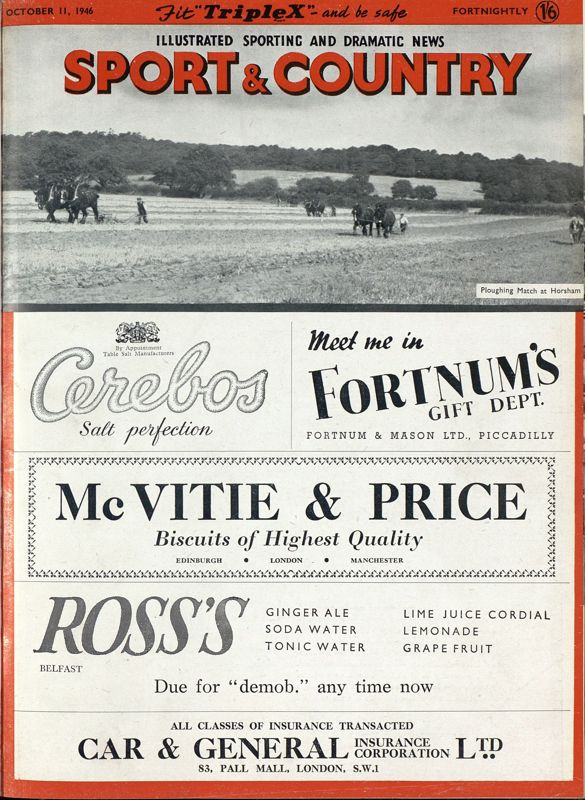 OCTOBER 11, 1946 Fit "TripleX" - and be safe FORTNIGHTLY 1/6
ILLUSTRATED SPORTING AND DRAMATIC NEWS
SPORT & COUNTRY
Ploughing Match at Horsham
By Appointment
Table Salt Manufacturers
Cerebos
Salt perfection
Meet me in
FORTNUM'S
GIFT DEPT.
FORTNUM & MASON LTD., PICCADILLY
McVITIE & PRICE
Biscuits of Highest Quality
EDINBURGH • LONDON • MANCHESTER
ROSS'S
BELFAST
GINGER ALE
SODA WATER
TONIC WATER
LIME JUICE CORDIAL
LEMONADE
GRAPE FRUIT
Due for "demob." any time now
ALL CLASSES OF INSURANCE TRANSACTED
CAR & GENERAL INSURANCE CORPORATION LTD
83, PALL MALL, LONDON, S.W.1